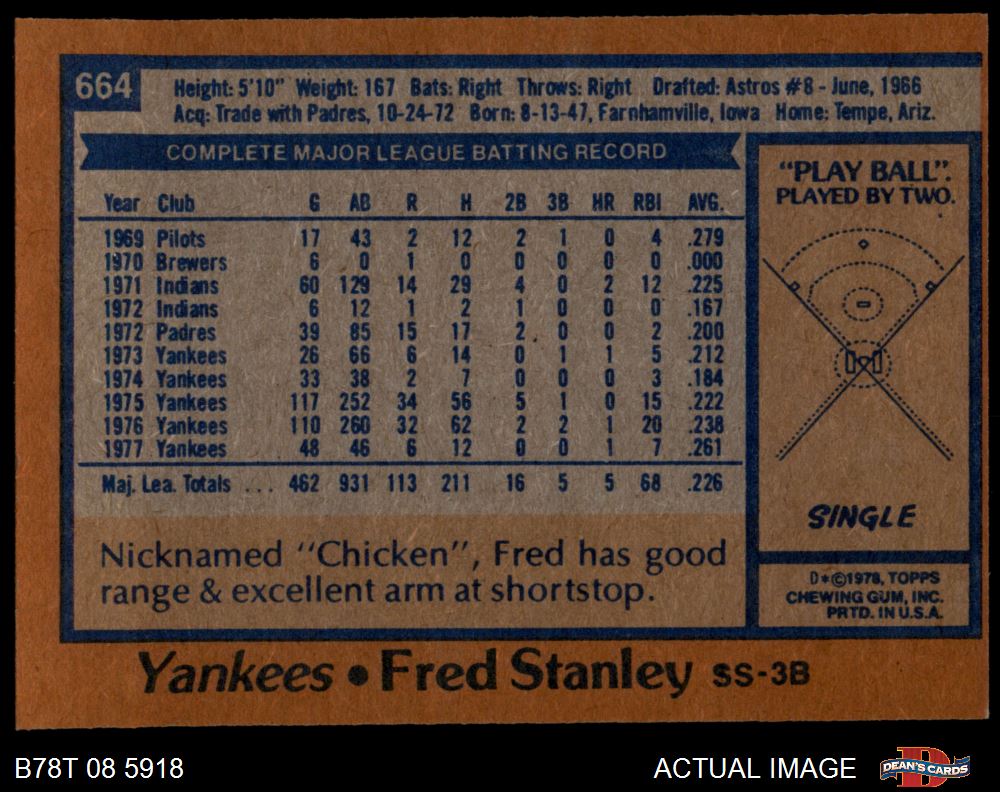 664
Height: 5'10" Weight: 167 Bats: Right Throws: Right Drafted: Astros #8 - June, 1966
Acq: Trade with Padres, 10-24-72 Born: 8-13-47, Farnhamville, Iowa Home: Tempe, Ariz.
COMPLETE MAJOR LEAGUE BATTING RECORD
Year Club G AB R H 2B 3B HR RBI AVG.
1969 Pilots 17 43 2 12 2 1 0 4 .279
1970 Brewers 6 0 1 0 0 0 0 0 .000
1971 Indians 60 129 14 29 4 0 2 12 .225
1972 Indians 6 12 1 2 1 0 0 0 .167
1972 Padres 39 85 15 17 2 0 0 2 .200
1973 Yankees 26 66 6 14 0 1 1 5 .212
1974 Yankees 33 38 2 7 0 0 0 3 .184
1975 Yankees 117 252 34 56 5 1 0 15 .222
1976 Yankees 110 260 32 62 2 2 1 20 .238
1977 Yankees 48 46 6 12 0 0 1 7 .261
Maj. Lea. Totals ... 462 931 113 211 16 5 5 68 .226
Nicknamed "Chicken", Fred has good
range & excellent arm at shortstop.
"PLAY BALL".
PLAYED BY TWO.
SINGLE
D*©1978, TOPPS
CHEWING GUM, INC.
PRTD. IN U.S.A.
Yankees • Fred Stanley SS-3B
B78T 08 5918
ACTUAL IMAGE
D
DEAN'S CARDS